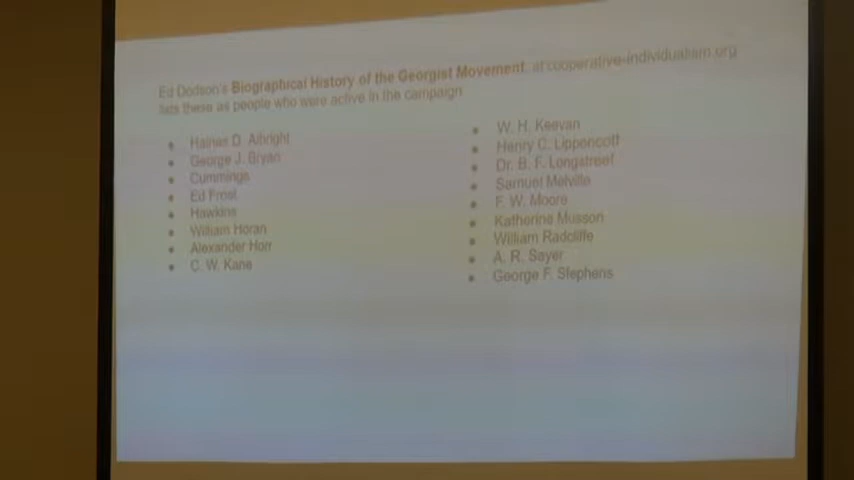 Ed Dodson's Biographical History of the Georgist Movement, at cooperative-individualism.org
lists these as people who were active in the campaign
Haines D. Albright
George J. Bryan
Cummings
Ed Frost
Hawkins
William Horan
Alexander Horr
C. W. Kane
W. H. Keevan
Henry C. Lippencott
Dr. B. F. Longstreet
Samuel Melville
F. W. Moore
Katherine Musson
William Radcliffe
A. R. Sayer
George F. Stephens